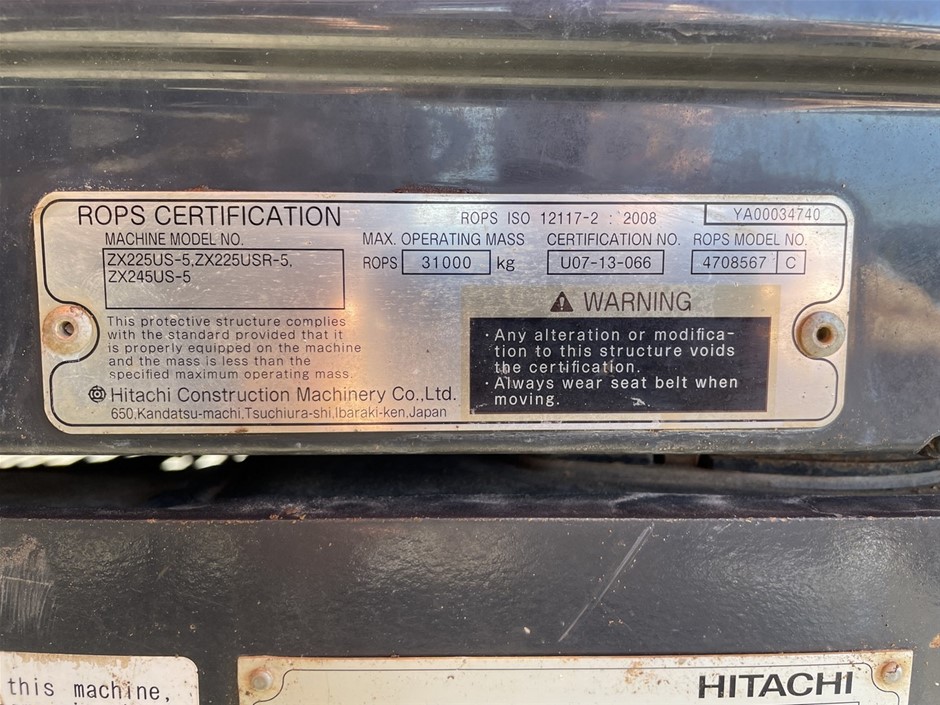 ROPS CERTIFICATION
ROPS ISO 12117-2 : 2008
YA00034740
MACHINE MODEL NO.
ZX225US-5,ZX225USR-5,
ZX245US-5
MAX. OPERATING MASS
ROPS 31000 kg
CERTIFICATION NO.
U07-13-066
ROPS MODEL NO.
4708567 C
This protective structure complies
with the standard provided that it
is properly equipped on the machine
and the mass is less than the
specified maximum operating mass.
Hitachi Construction Machinery Co.,Ltd.
650,Kandatsu-machi,Tsuchiura-shi,Ibaraki-ken,Japan
WARNING
· Any alteration or modifica-
tion to this structure voids
the certification.
· Always wear seat belt when
moving.
this machine,
HITACHI